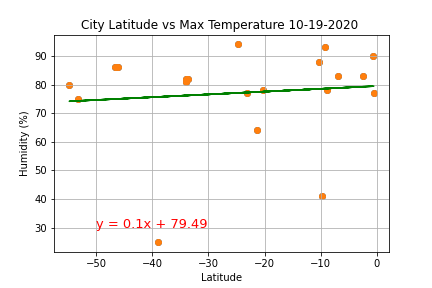 City Latitude vs Max Temperature 10-19-2020
Humidity (%)
90
80
70
60
50
40
30
y = 0.1x + 79.49
−50 −40 −30 −20 −10 0
Latitude